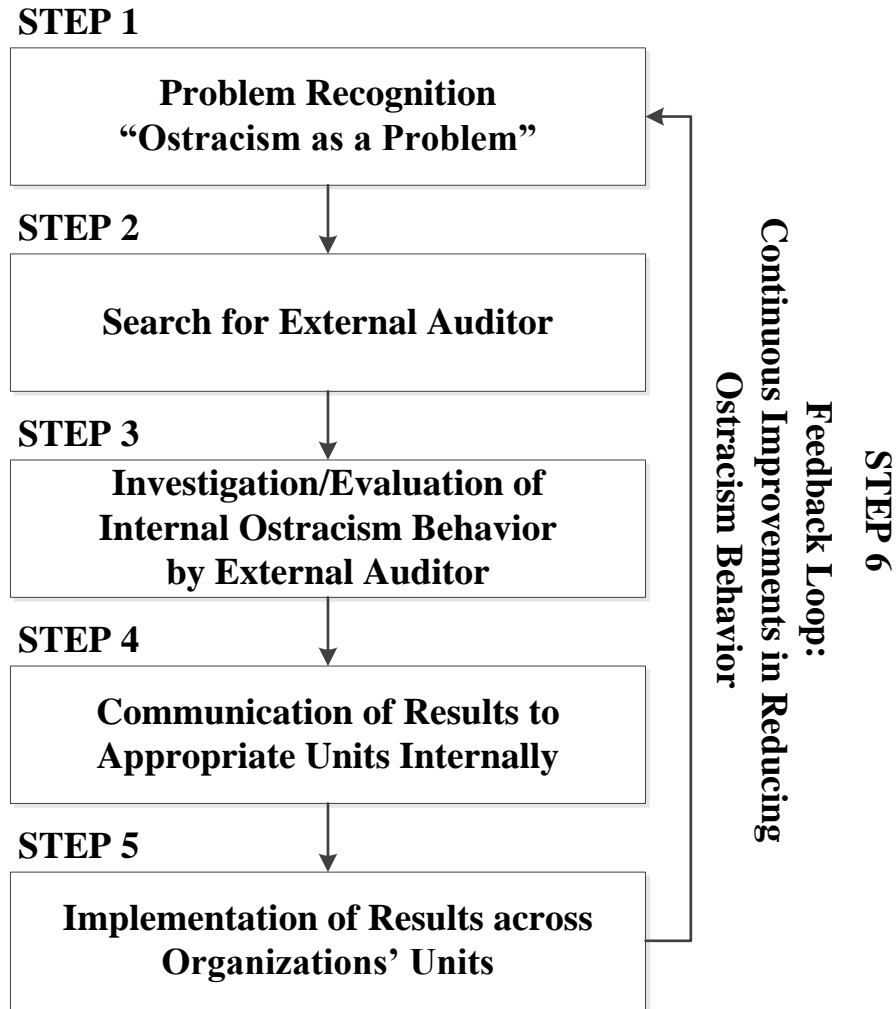 STEP 1
Problem Recognition
“Ostracism as a Problem”
STEP 2
Search for External Auditor
STEP 3
Investigation/Evaluation of
Internal Ostracism Behavior
by External Auditor
STEP 4
Communication of Results to
Appropriate Units Internally
STEP 5
Implementation of Results across
Organizations’ Units
STEP 6
Feedback Loop:
Continuous Improvements in Reducing
Ostracism Behavior